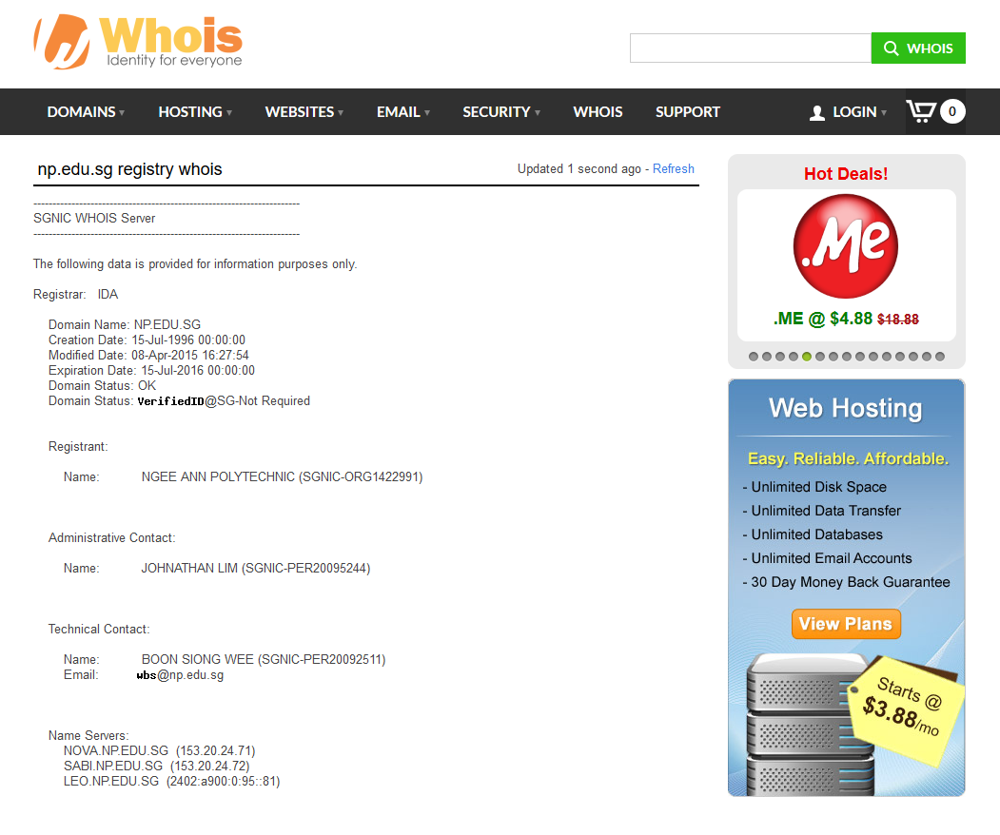 Whois
Identity for everyone
WHOIS
DOMAINS
HOSTING
WEBSITES
EMAIL
SECURITY
WHOIS
SUPPORT
LOGIN
0
np.edu.sg registry whois
Updated 1 second ago - Refresh
----------------------------------------------------------------------
SGNIC WHOIS Server
----------------------------------------------------------------------
The following data is provided for information purposes only.
Registrar: IDA
Domain Name: NP.EDU.SG
Creation Date: 15-Jul-1996 00:00:00
Modified Date: 08-Apr-2015 16:27:54
Expiration Date: 15-Jul-2016 00:00:00
Domain Status: OK
Domain Status: VerifiedID@SG-Not Required
Registrant:
Name: NGEE ANN POLYTECHNIC (SGNIC-ORG1422991)
Administrative Contact:
Name: JOHNATHAN LIM (SGNIC-PER20095244)
Technical Contact:
Name: BOON SIONG WEE (SGNIC-PER20092511)
Email: wbs@np.edu.sg
Name Servers:
NOVA.NP.EDU.SG (153.20.24.71)
SABI.NP.EDU.SG (153.20.24.72)
LEO.NP.EDU.SG (2402:a900:0:95::81)
Hot Deals!
.Me
.ME @ $4.88 $18.88
Web Hosting
Easy. Reliable. Affordable.
- Unlimited Disk Space
- Unlimited Data Transfer
- Unlimited Databases
- Unlimited Email Accounts
- 30 Day Money Back Guarantee
View Plans
Starts @
$3.88/mo